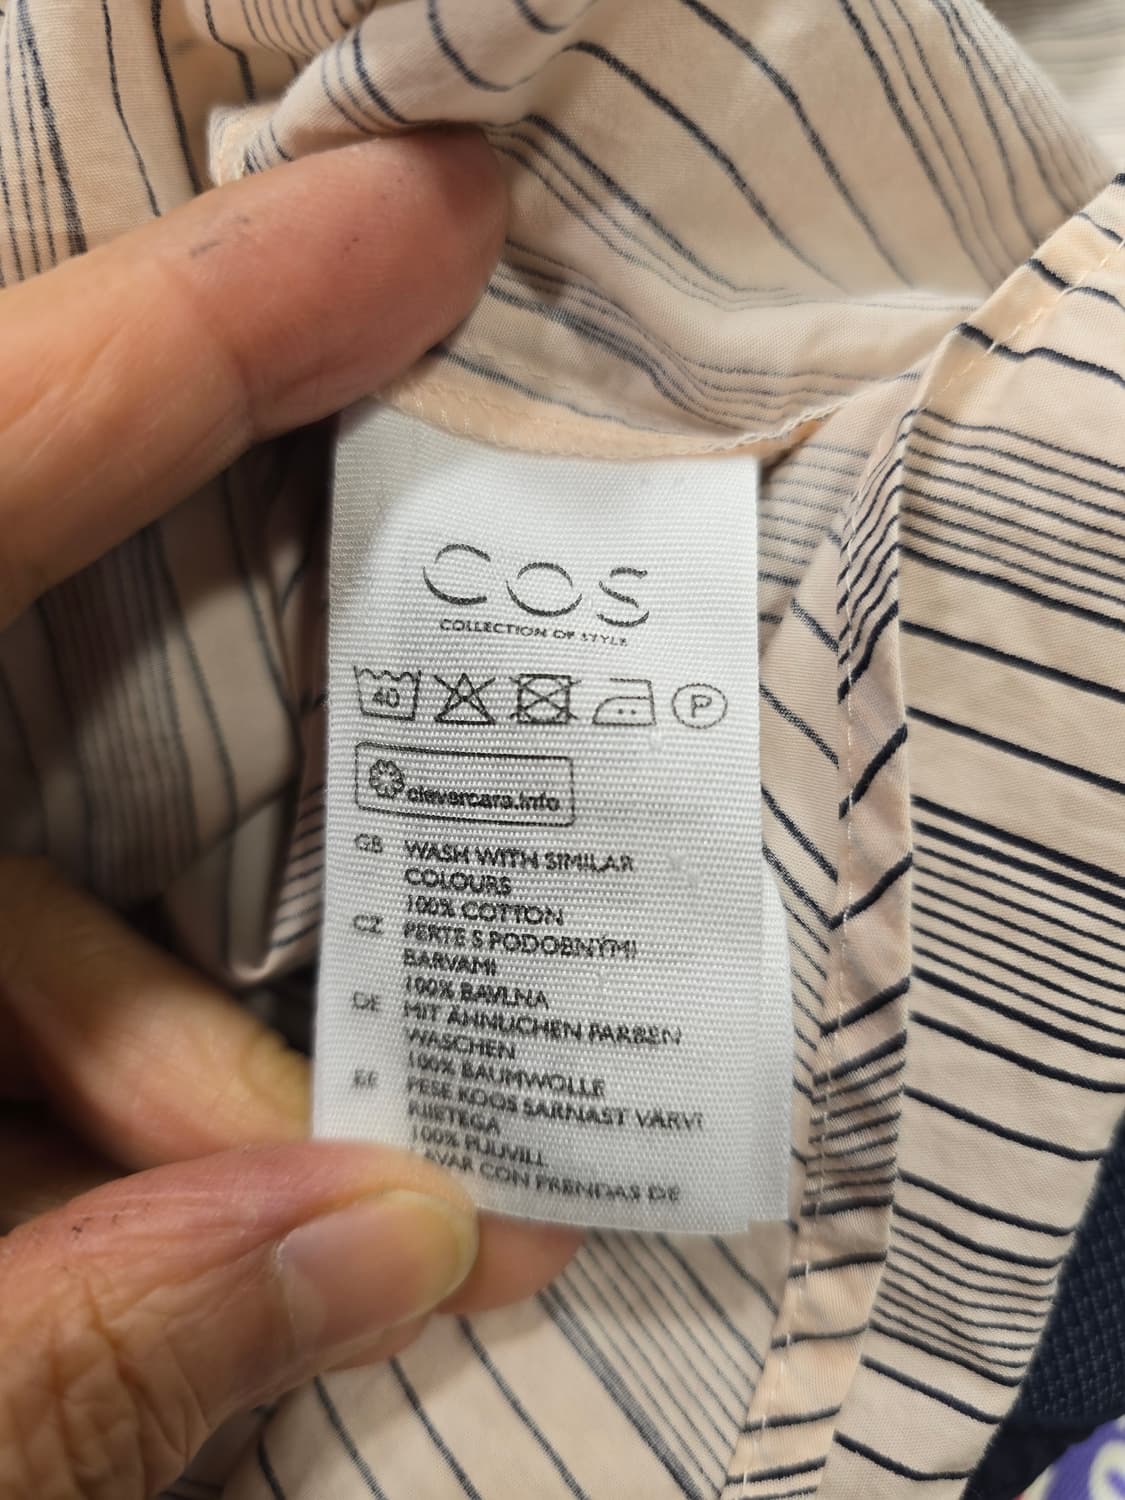 COS
COLLECTION OF STYLE
40
P
clevercare.info
GB WASH WITH SIMILAR
COLOURS
100% COTTON
CZ PERTE S PODOBNÝMI
BARVAMI
100% BAVLNA
DE MIT ÄHNLICHEN FARBEN
WASCHEN
100% BAUMWOLLE
EE PESE KOOS SARNAST VÄRVI
RIIETEGA
100% PUUVILL
LAVAR CON PRENDAS DE